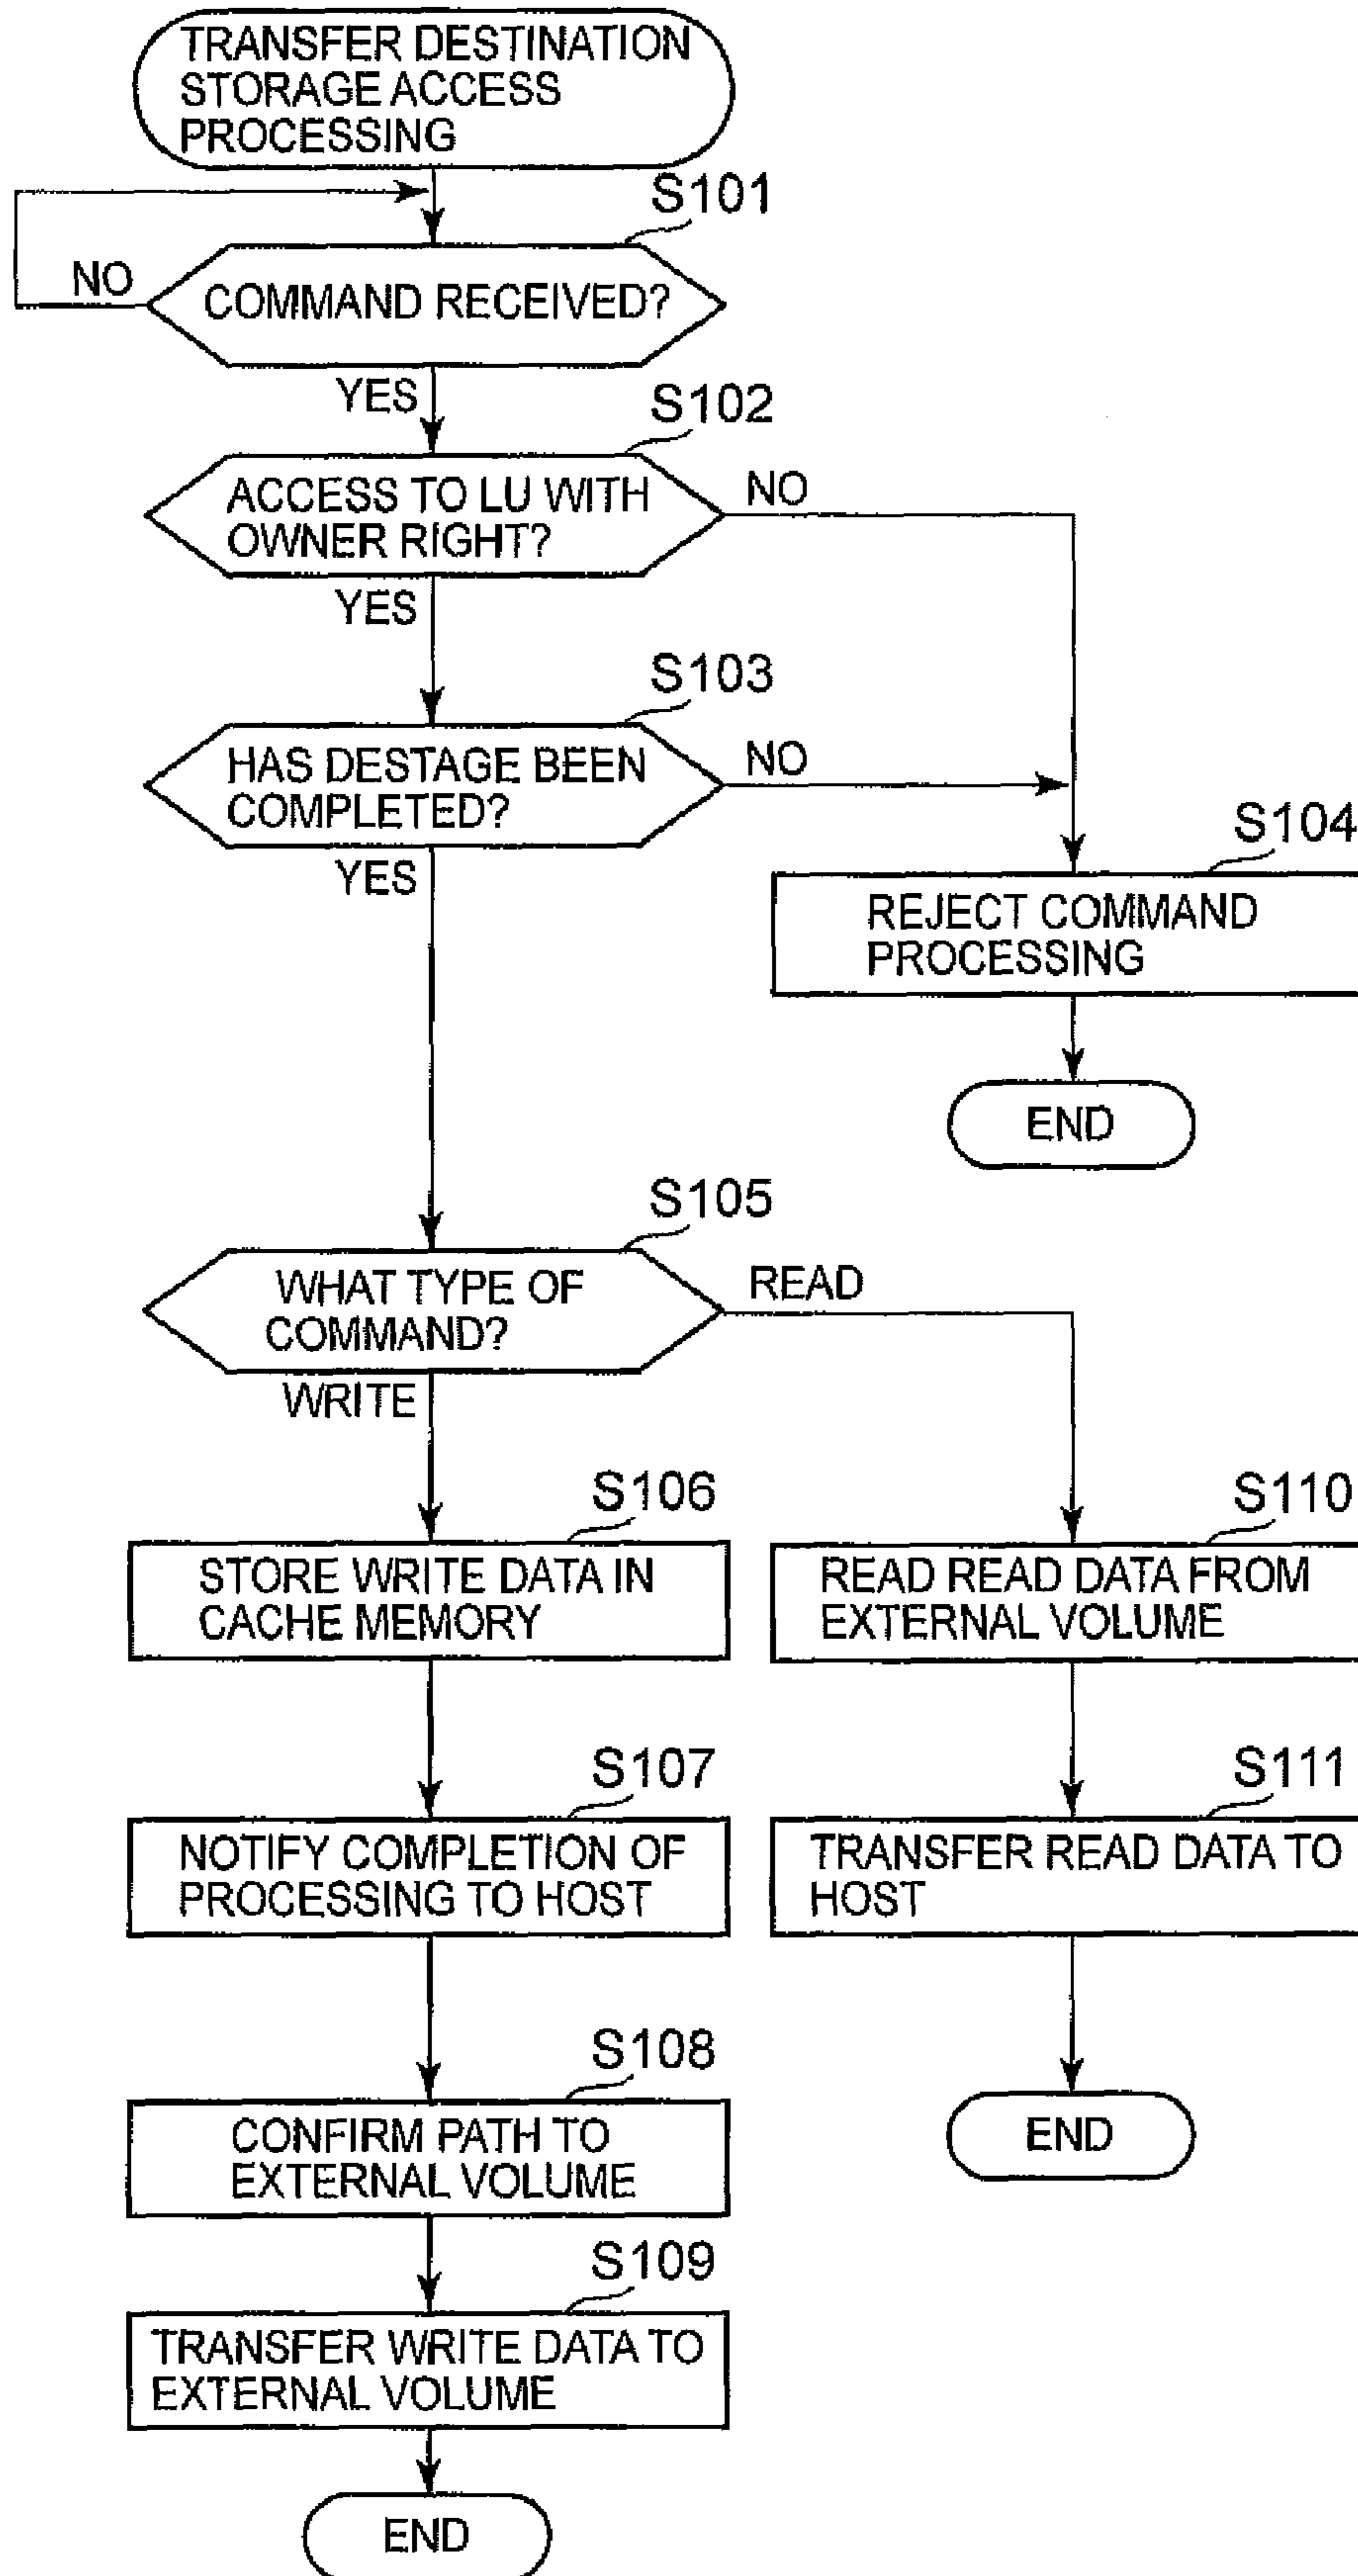 TRANSFER DESTINATION
STORAGE ACCESS
PROCESSING
S101
NO
COMMAND RECEIVED?
YES
S102
ACCESS TO LU WITH
OWNER RIGHT?
NO
YES
S103
HAS DESTAGE BEEN
COMPLETED?
NO
YES
S104
REJECT COMMAND
PROCESSING
END
S105
WHAT TYPE OF
COMMAND?
READ
WRITE
S106
STORE WRITE DATA IN
CACHE MEMORY
S110
READ READ DATA FROM
EXTERNAL VOLUME
S107
NOTIFY COMPLETION OF
PROCESSING TO HOST
S111
TRANSFER READ DATA TO
HOST
S108
CONFIRM PATH TO
EXTERNAL VOLUME
END
S109
TRANSFER WRITE DATA TO
EXTERNAL VOLUME
END